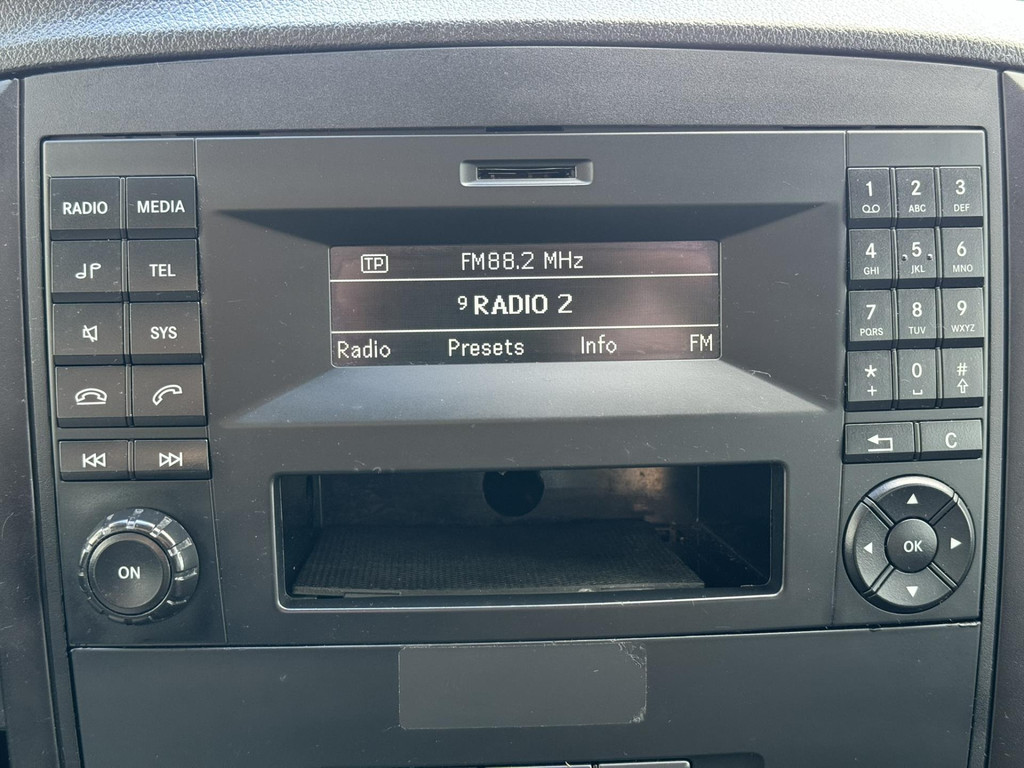 RADIO MEDIA
TEL
SYS
ON
TP FM88.2 MHz
9 RADIO 2
Radio Presets Info FM
1 2 3
ABC DEF
4 5 6
GHI JKL MNO
7 8 9
PQRS TUV WXYZ
* 0 #
+
C
OK